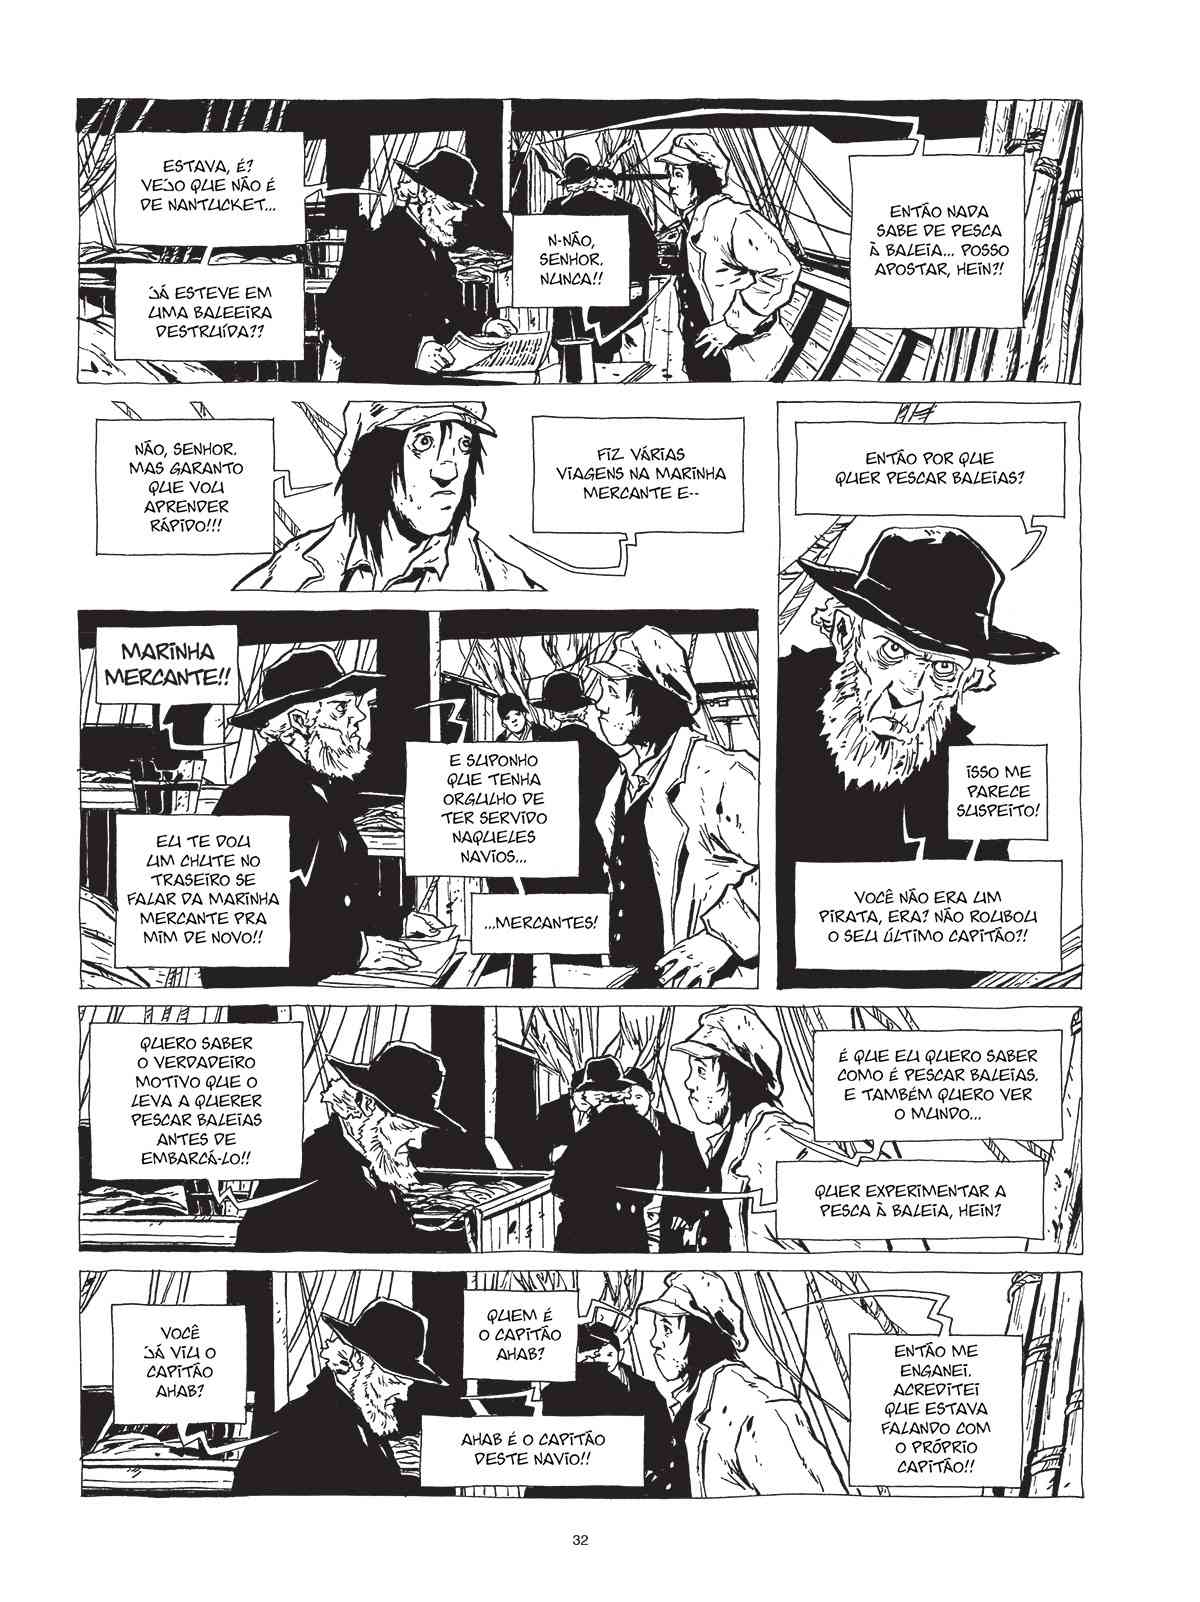 ESTAVA, É?
VEJO QUE NÃO É
DE NANTUCKET...
JÁ ESTEVE EM
UMA BALEEIRA
DESTRUÍDA??
N-NÃO,
SENHOR.
NUNCA!!
ENTÃO NADA
SABE DE PESCA
À BALEIA... POSSO
APOSTAR, HEIN?!
NÃO, SENHOR.
MAS GARANTO
QUE VOU
APRENDER
RÁPIDO!!!
FIZ VÁRIAS
VIAGENS NA MARINHA
MERCANTE E--
MARINHA
MERCANTE!!
EU TE DOU
UM CHUTE NO
TRASEIRO SE
FALAR DA MARINHA
MERCANTE PRA
MIM DE NOVO!!
E SUPONHO
QUE TENHA
ORGULHO DE
TER SERVIDO
NAQUELES
NAVIOS...
...MERCANTES!
ENTÃO POR QUE
QUER PESCAR BALEIAS?
ISSO ME
PARECE
SUSPEITO!
VOCÊ NÃO ERA UM
PIRATA, ERA? NÃO ROUBOU
O SEU ÚLTIMO CAPITÃO?!
QUERO SABER
O VERDADEIRO
MOTIVO QUE O
LEVA A QUERER
PESCAR BALEIAS
ANTES DE
EMBARCÁ-LO!!
É QUE EU QUERO SABER
COMO É PESCAR BALEIAS.
E TAMBÉM QUERO VER
O MUNDO...
QUER EXPERIMENTAR A
PESCA À BALEIA, HEIN?
VOCÊ
JÁ VIU O
CAPITÃO
AHAB?
QUEM É
O CAPITÃO
AHAB?
AHAB É O CAPITÃO
DESTE NAVIO!!
ENTÃO ME
ENGANEI.
ACREDITEI
QUE ESTAVA
FALANDO COM
O PRÓPRIO
CAPITÃO!!
32